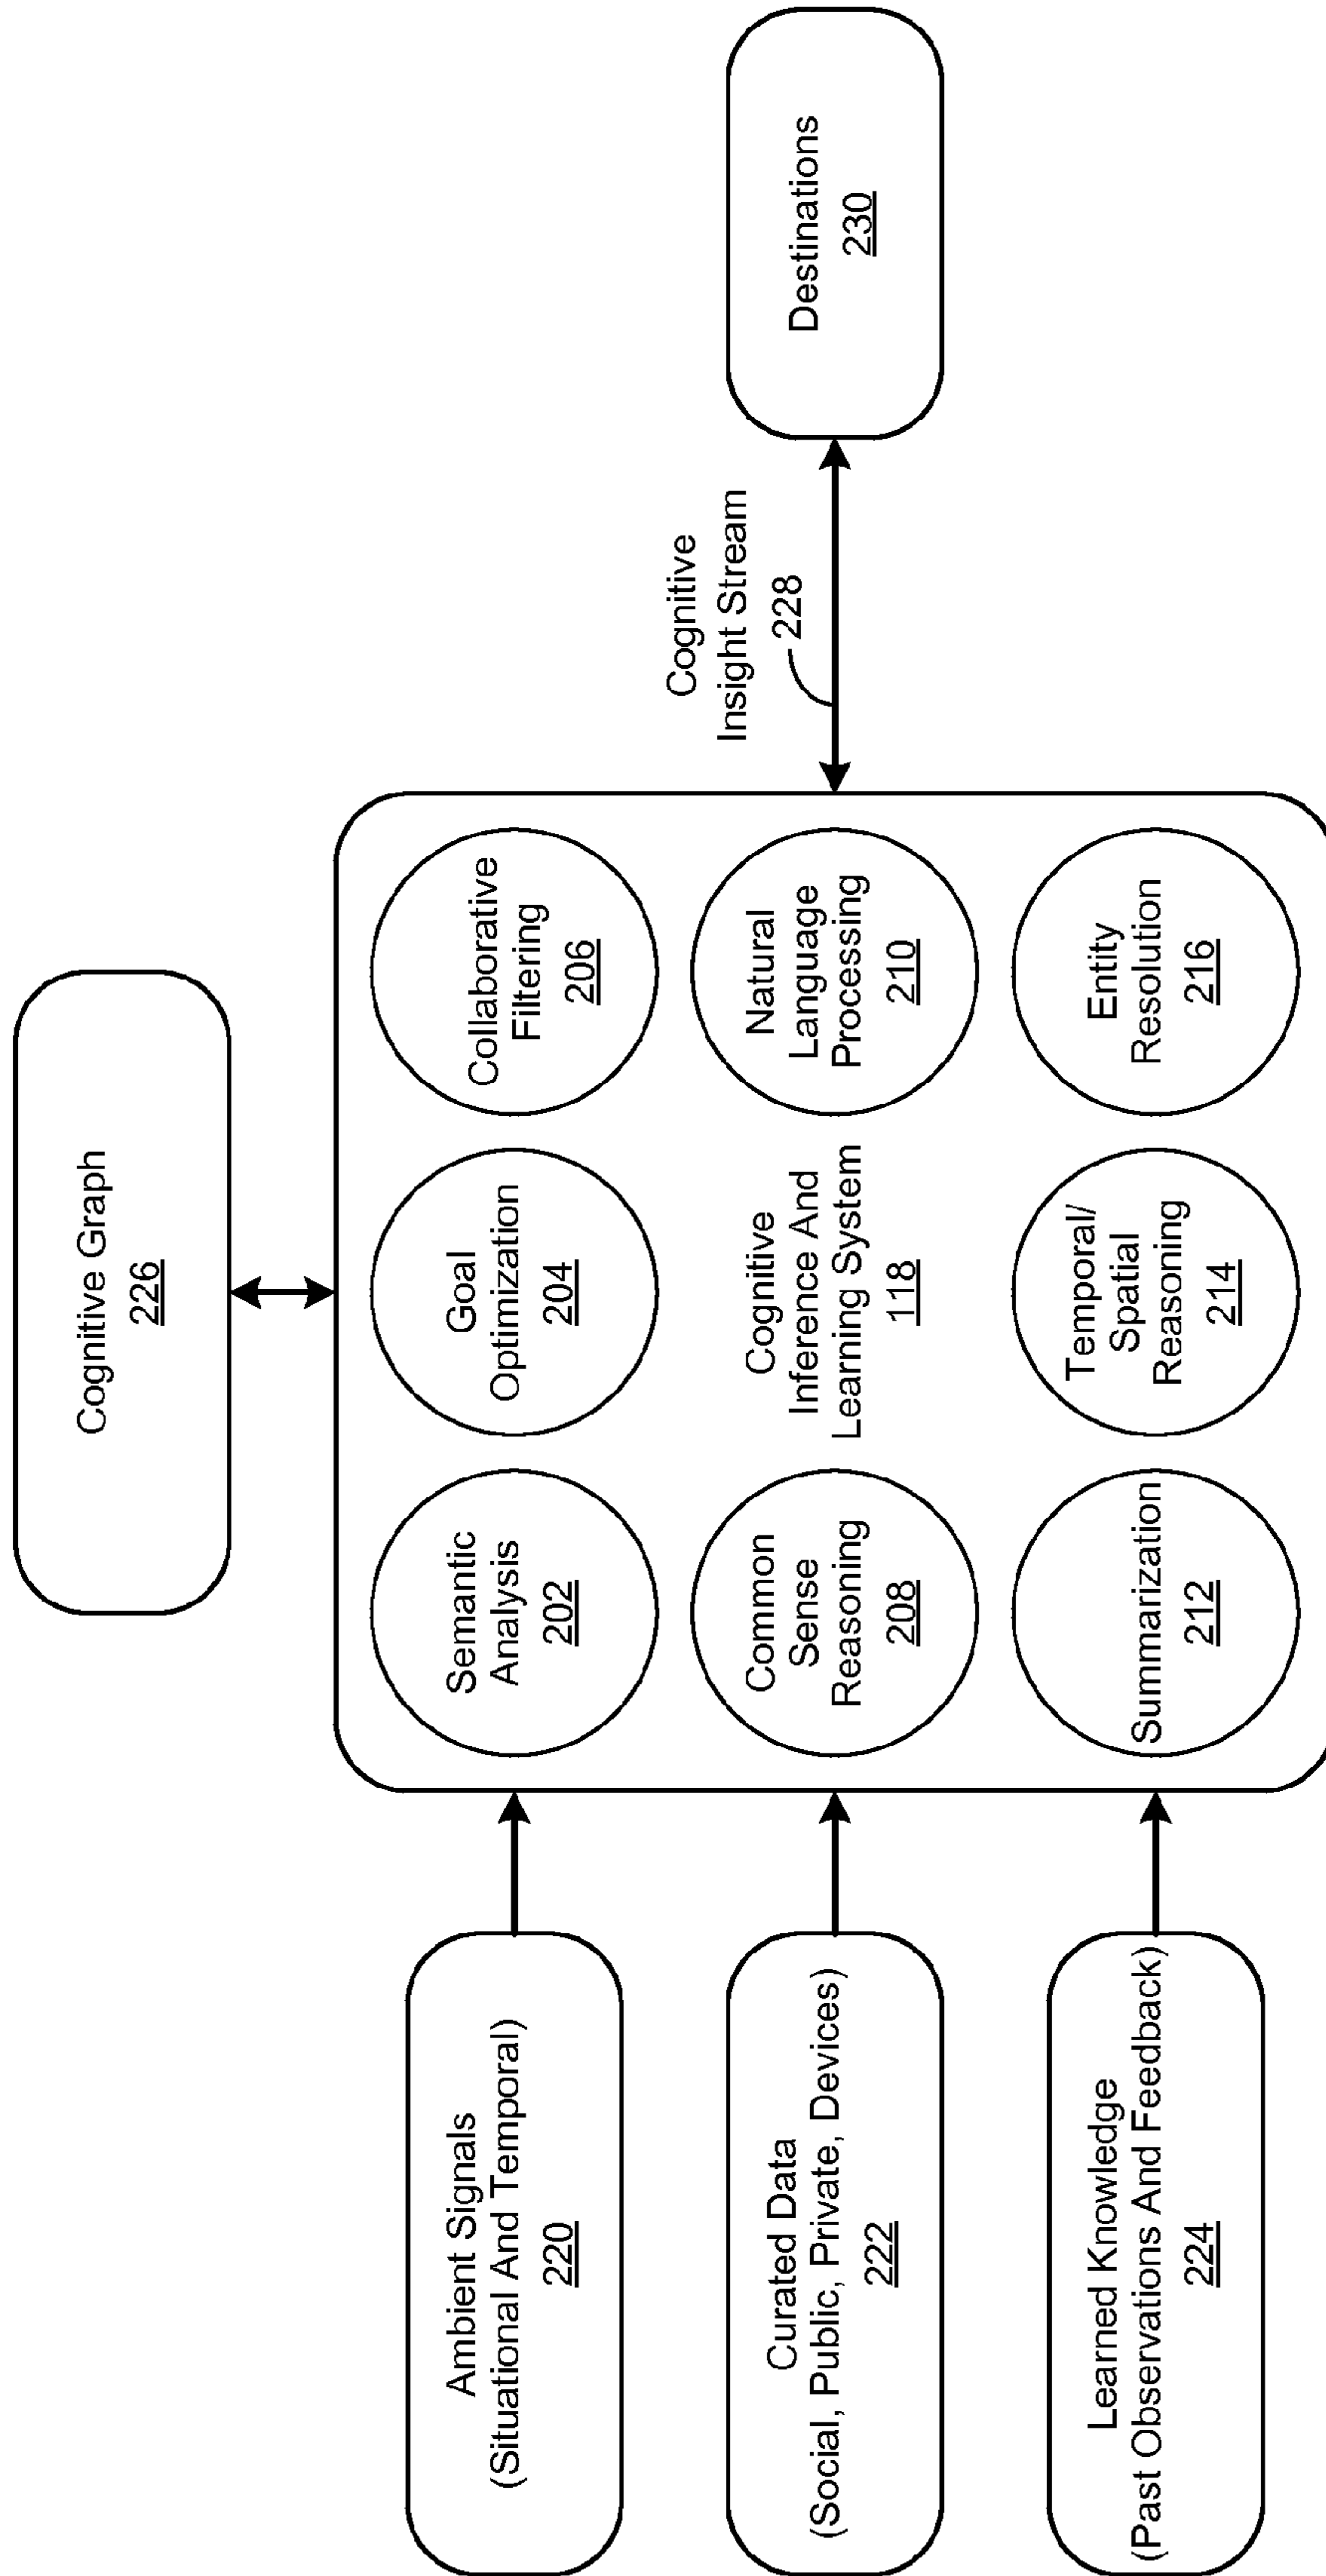 Cognitive Graph
226
Ambient Signals
(Situational And Temporal)
220
Curated Data
(Social, Public, Private, Devices)
222
Learned Knowledge
(Past Observations And Feedback)
224
Semantic
Analysis
202
Goal
Optimization
204
Collaborative
Filtering
206
Common
Sense
Reasoning
208
Cognitive
Inference And
Learning System
118
Natural
Language
Processing
210
Summarization
212
Temporal/
Spatial
Reasoning
214
Entity
Resolution
216
Cognitive
Insight Stream
228
Destinations
230